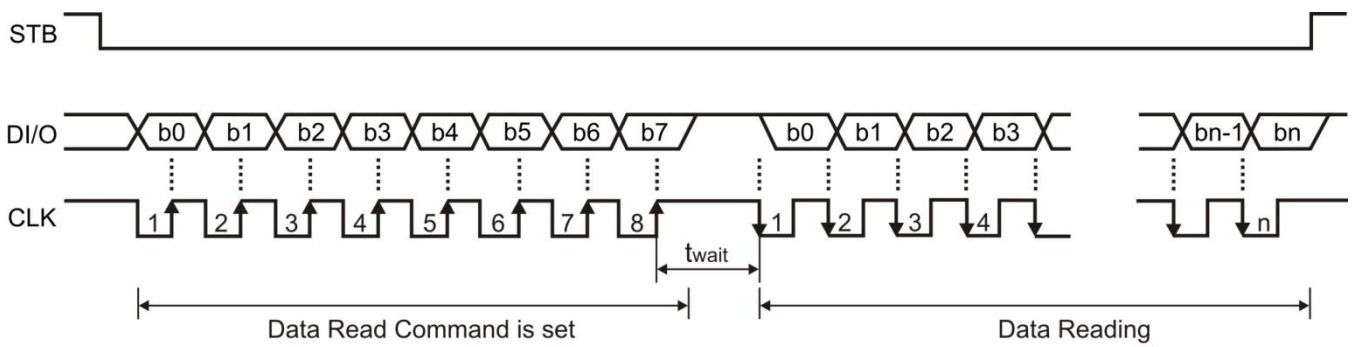 STB
DI/O b0 b1 b2 b3 b4 b5 b6 b7 b0 b1 b2 b3 bn-1 bn
CLK 1 2 3 4 5 6 7 8 1 2 3 4 n
twait
Data Read Command is set Data Reading